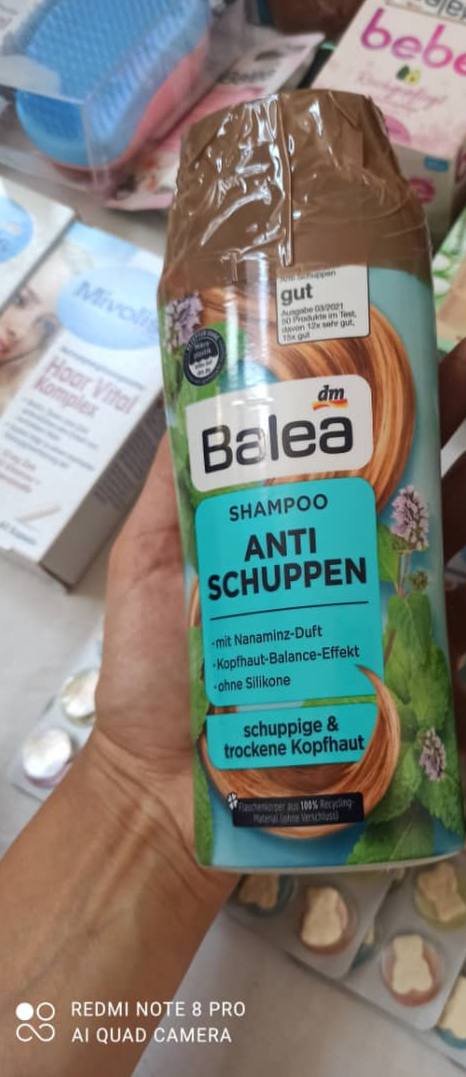 Balea
bebe
Mivolis
Haar Vital
Komplex
gut
Ausgabe 03/2021
50 Produkte im Test,
davon 12x sehr gut,
15x gut
dm
Balea
SHAMPOO
ANTI
SCHUPPEN
-mit Nanaminz-Duft
-Kopfhaut-Balance-Effekt
-ohne Silikone
schuppige &
trockene Kopfhaut
Flaschenkörper aus 100% Recycling-
Material (ohne Verschluss)
REDMI NOTE 8 PRO
AI QUAD CAMERA